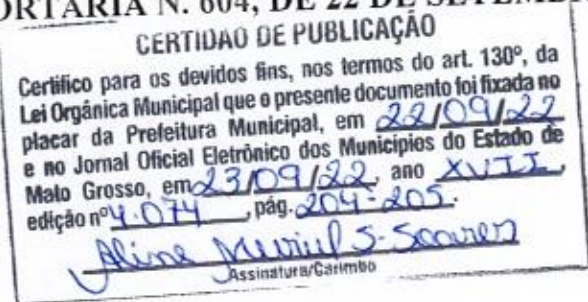 PORTARIA N. 604, DE 22 DE SETEMB
CERTIDÃO DE PUBLICAÇÃO
Certifico para os devidos fins, nos termos do art. 130º, da
Lei Orgânica Municipal que o presente documento foi fixada no
placar da Prefeitura Municipal, em 22/09/22
e no Jornal Oficial Eletrônico dos Municípios do Estado de
Mato Grosso, em 23/09/22, ano XVII,
edição nº 4.074, pág. 204-205.
Aline Muriel S. Soares
Assinatura/Carimbo